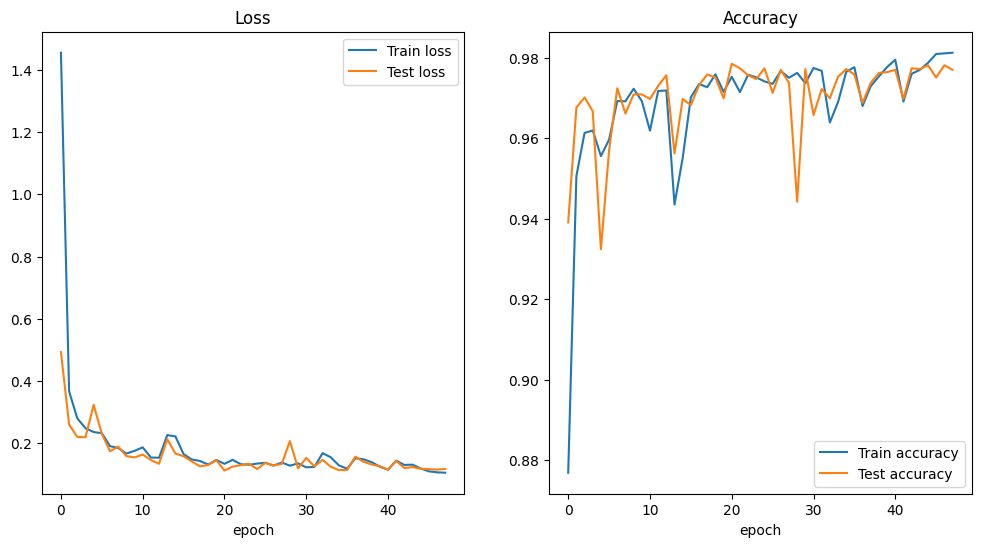 Loss
Train loss
Test loss
1.4
1.2
1.0
0.8
0.6
0.4
0.2
0 10 20 30 40
epoch
Accuracy
0.98
0.96
0.94
0.92
0.90
0.88
Train accuracy
Test accuracy
0 10 20 30 40
epoch